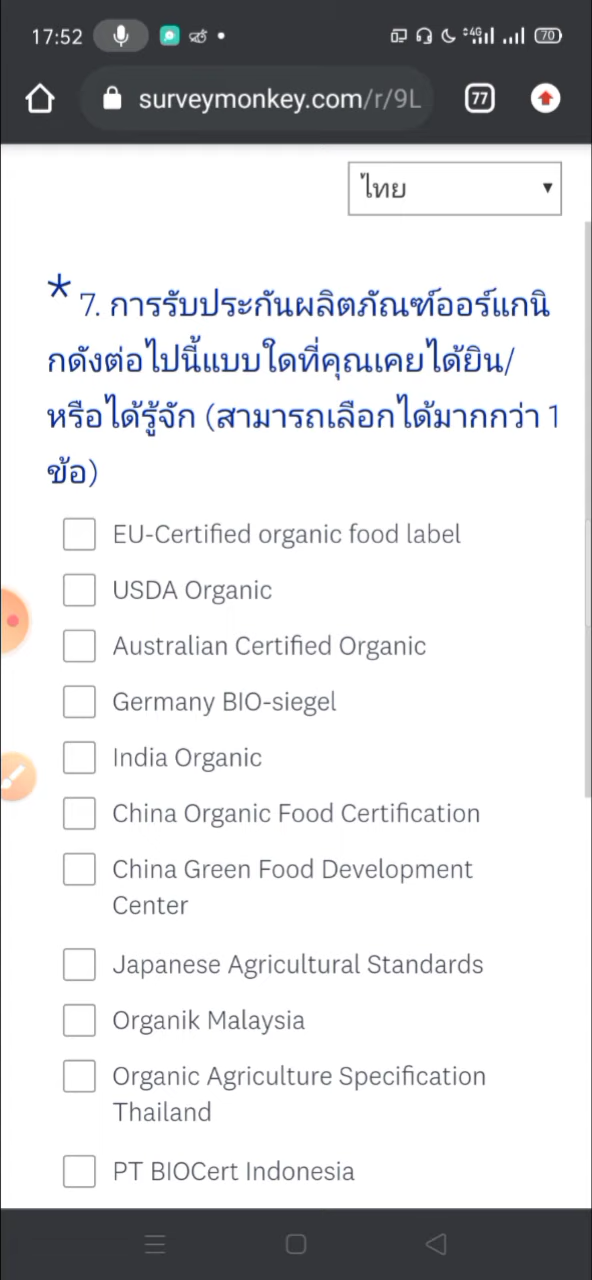 17:52
4G
70
surveymonkey.com/r/9L
77
ไทย
* 7. การรับประกันผลิตภัณฑ์ออร์แกนิ
กดังต่อไปนี้แบบใดที่คุณเคยได้ยิน/
หรือได้รู้จัก (สามารถเลือกได้มากกว่า 1
ข้อ)
EU-Certified organic food label
USDA Organic
Australian Certified Organic
Germany BIO-siegel
India Organic
China Organic Food Certification
China Green Food Development
Center
Japanese Agricultural Standards
Organik Malaysia
Organic Agriculture Specification
Thailand
PT BIOCert Indonesia